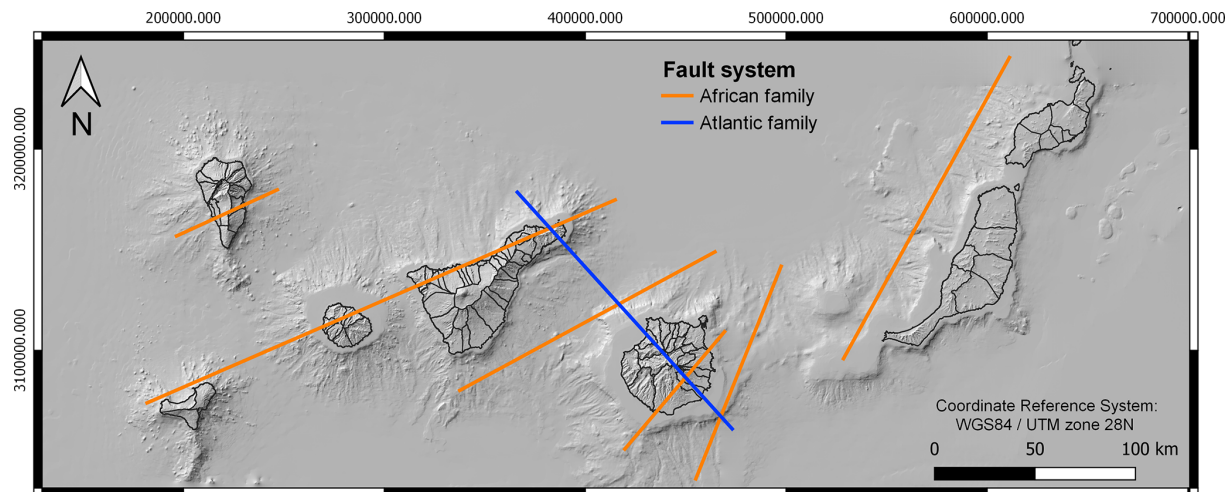 200000.000 300000.000 400000.000 500000.000 600000.000 700000.000
3200000.000
3100000.000
N
Fault system
African family
Atlantic family
Coordinate Reference System:
WGS84 / UTM zone 28N
0 50 100 km